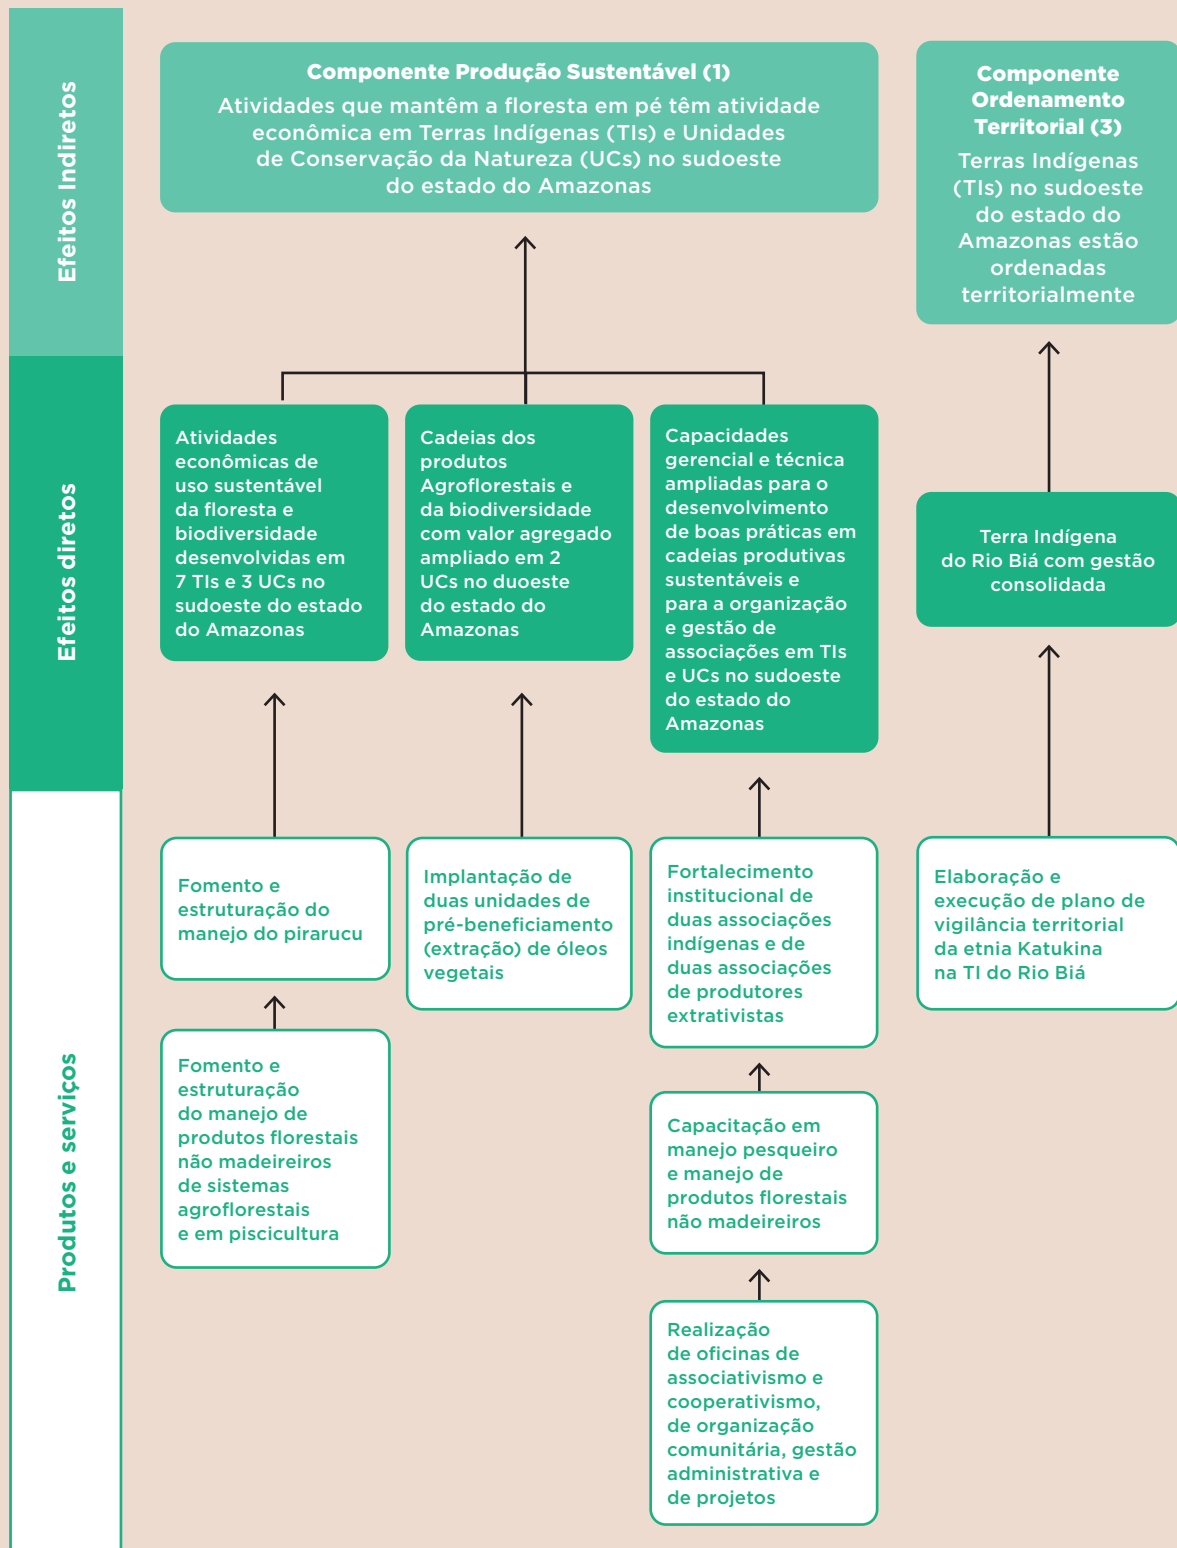 Efeitos Indiretos
Componente Produção Sustentável (1)
Atividades que mantêm a floresta em pé têm atividade
econômica em Terras Indígenas (TIs) e Unidades
de Conservação da Natureza (UCs) no sudoeste
do estado do Amazonas
Componente
Ordenamento
Territorial (3)
Terras Indígenas
(TIs) no sudoeste
do estado do
Amazonas estão
ordenadas
territorialmente
Efeitos diretos
Atividades
econômicas de
uso sustentável
da floresta e
biodiversidade
desenvolvidas em
7 TIs e 3 UCs no
sudoeste do estado
do Amazonas
Cadeias dos
produtos
Agroflorestais e
da biodiversidade
com valor agregado
ampliado em 2
UCs no duoeste
do estado do
Amazonas
Capacidades
gerencial e técnica
ampliadas para o
desenvolvimento
de boas práticas em
cadeias produtivas
sustentáveis e
para a organização
e gestão de
associações em TIs
e UCs no sudoeste
do estado do
Amazonas
Terra Indígena
do Rio Biá com gestão
consolidada
Produtos e serviços
Fomento e
estruturação do
manejo do pirarucu
Fomento e
estruturação
do manejo de
produtos florestais
não madeireiros
de sistemas
agroflorestais
e em piscicultura
Implantação de
duas unidades de
pré-beneficiamento
(extração) de óleos
vegetais
Fortalecimento
institucional de
duas associações
indígenas e de
duas associações
de produtores
extrativistas
Capacitação em
manejo pesqueiro
e manejo de
produtos florestais
não madeireiros
Realização
de oficinas de
associativismo e
cooperativismo,
de organização
comunitária, gestão
administrativa e
de projetos
Elaboração e
execução de plano de
vigilância territorial
da etnia Katukina
na TI do Rio Biá